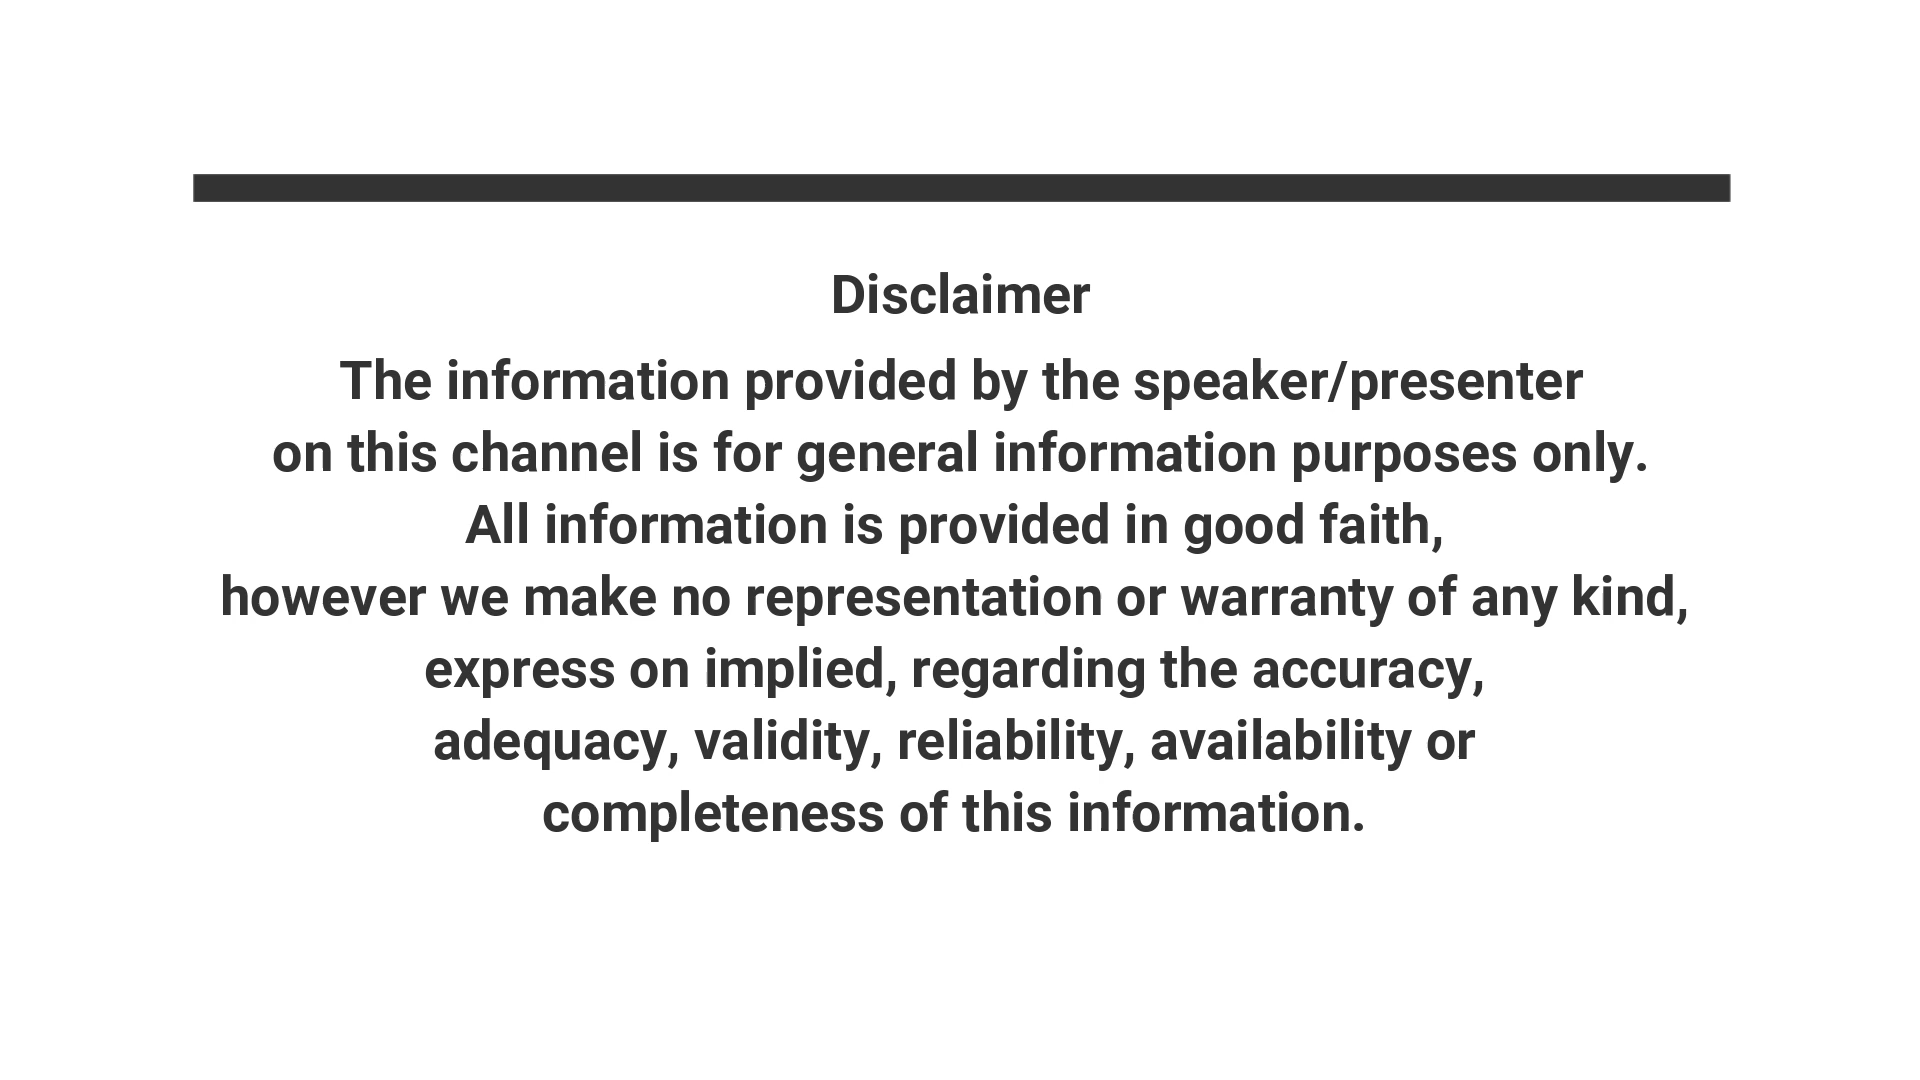 Disclaimer
The information provided by the speaker/presenter
on this channel is for general information purposes only.
All information is provided in good faith,
however we make no representation or warranty of any kind,
express on implied, regarding the accuracy,
adequacy, validity, reliability, availability or
completeness of this information.